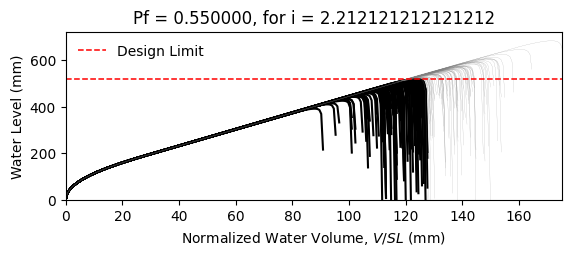 Pf = 0.550000, for i = 2.212121212121212
Design Limit
Water Level (mm)
600
400
200
0
0 20 40 60 80 100 120 140 160
Normalized Water Volume, V/SL (mm)